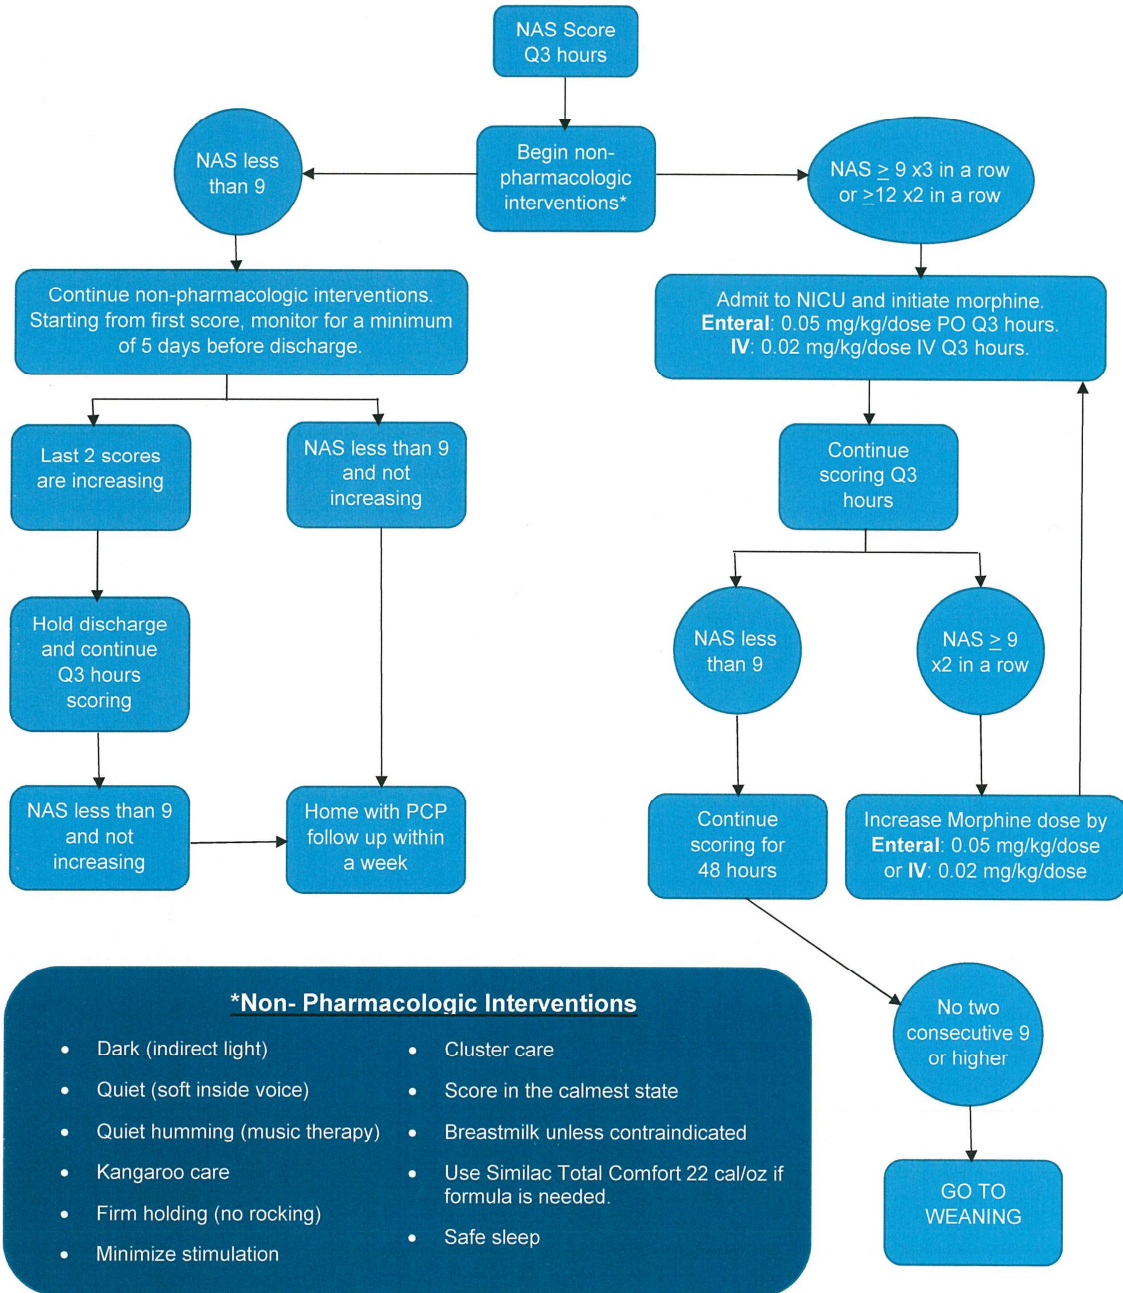 NAS Score
Q3 hours
NAS less
than 9
Begin non-
pharmacologic
interventions*
NAS ≥ 9 x3 in a row
or ≥12 x2 in a row
Continue non-pharmacologic interventions.
Starting from first score, monitor for a minimum
of 5 days before discharge.
Admit to NICU and initiate morphine.
Enteral: 0.05 mg/kg/dose PO Q3 hours.
IV: 0.02 mg/kg/dose IV Q3 hours.
Last 2 scores
are increasing
NAS less than 9
and not
increasing
Continue
scoring Q3
hours
Hold discharge
and continue
Q3 hours
scoring
NAS less
than 9
NAS ≥ 9
x2 in a row
NAS less than 9
and not
increasing
Home with PCP
follow up within
a week
Continue
scoring for
48 hours
Increase Morphine dose by
Enteral: 0.05 mg/kg/dose
or IV: 0.02 mg/kg/dose
No two
consecutive 9
or higher
GO TO
WEANING
*Non- Pharmacologic Interventions
• Dark (indirect light)
• Quiet (soft inside voice)
• Quiet humming (music therapy)
• Kangaroo care
• Firm holding (no rocking)
• Minimize stimulation
• Cluster care
• Score in the calmest state
• Breastmilk unless contraindicated
• Use Similac Total Comfort 22 cal/oz if
formula is needed.
• Safe sleep